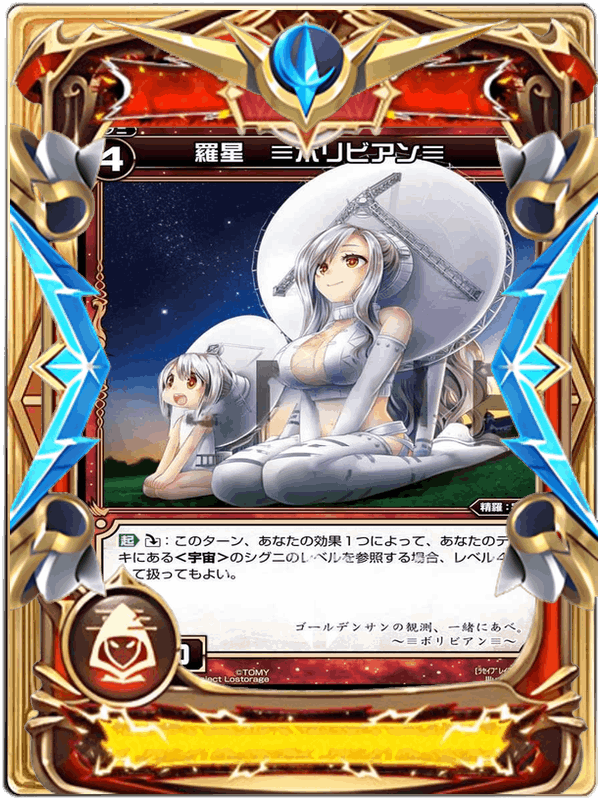 4
羅星 ≡ボリビアン≡
精羅:
起 :このターン、あなたの効果1つによって、あなたのデ
キにある<宇宙>のシグニのレベルを参照する場合、レベル4
て扱ってもよい。
ゴールデンサンの観測、一緒にあべ。
~≡ボリビアン≡~
0
©TOMY
ject Lostorage